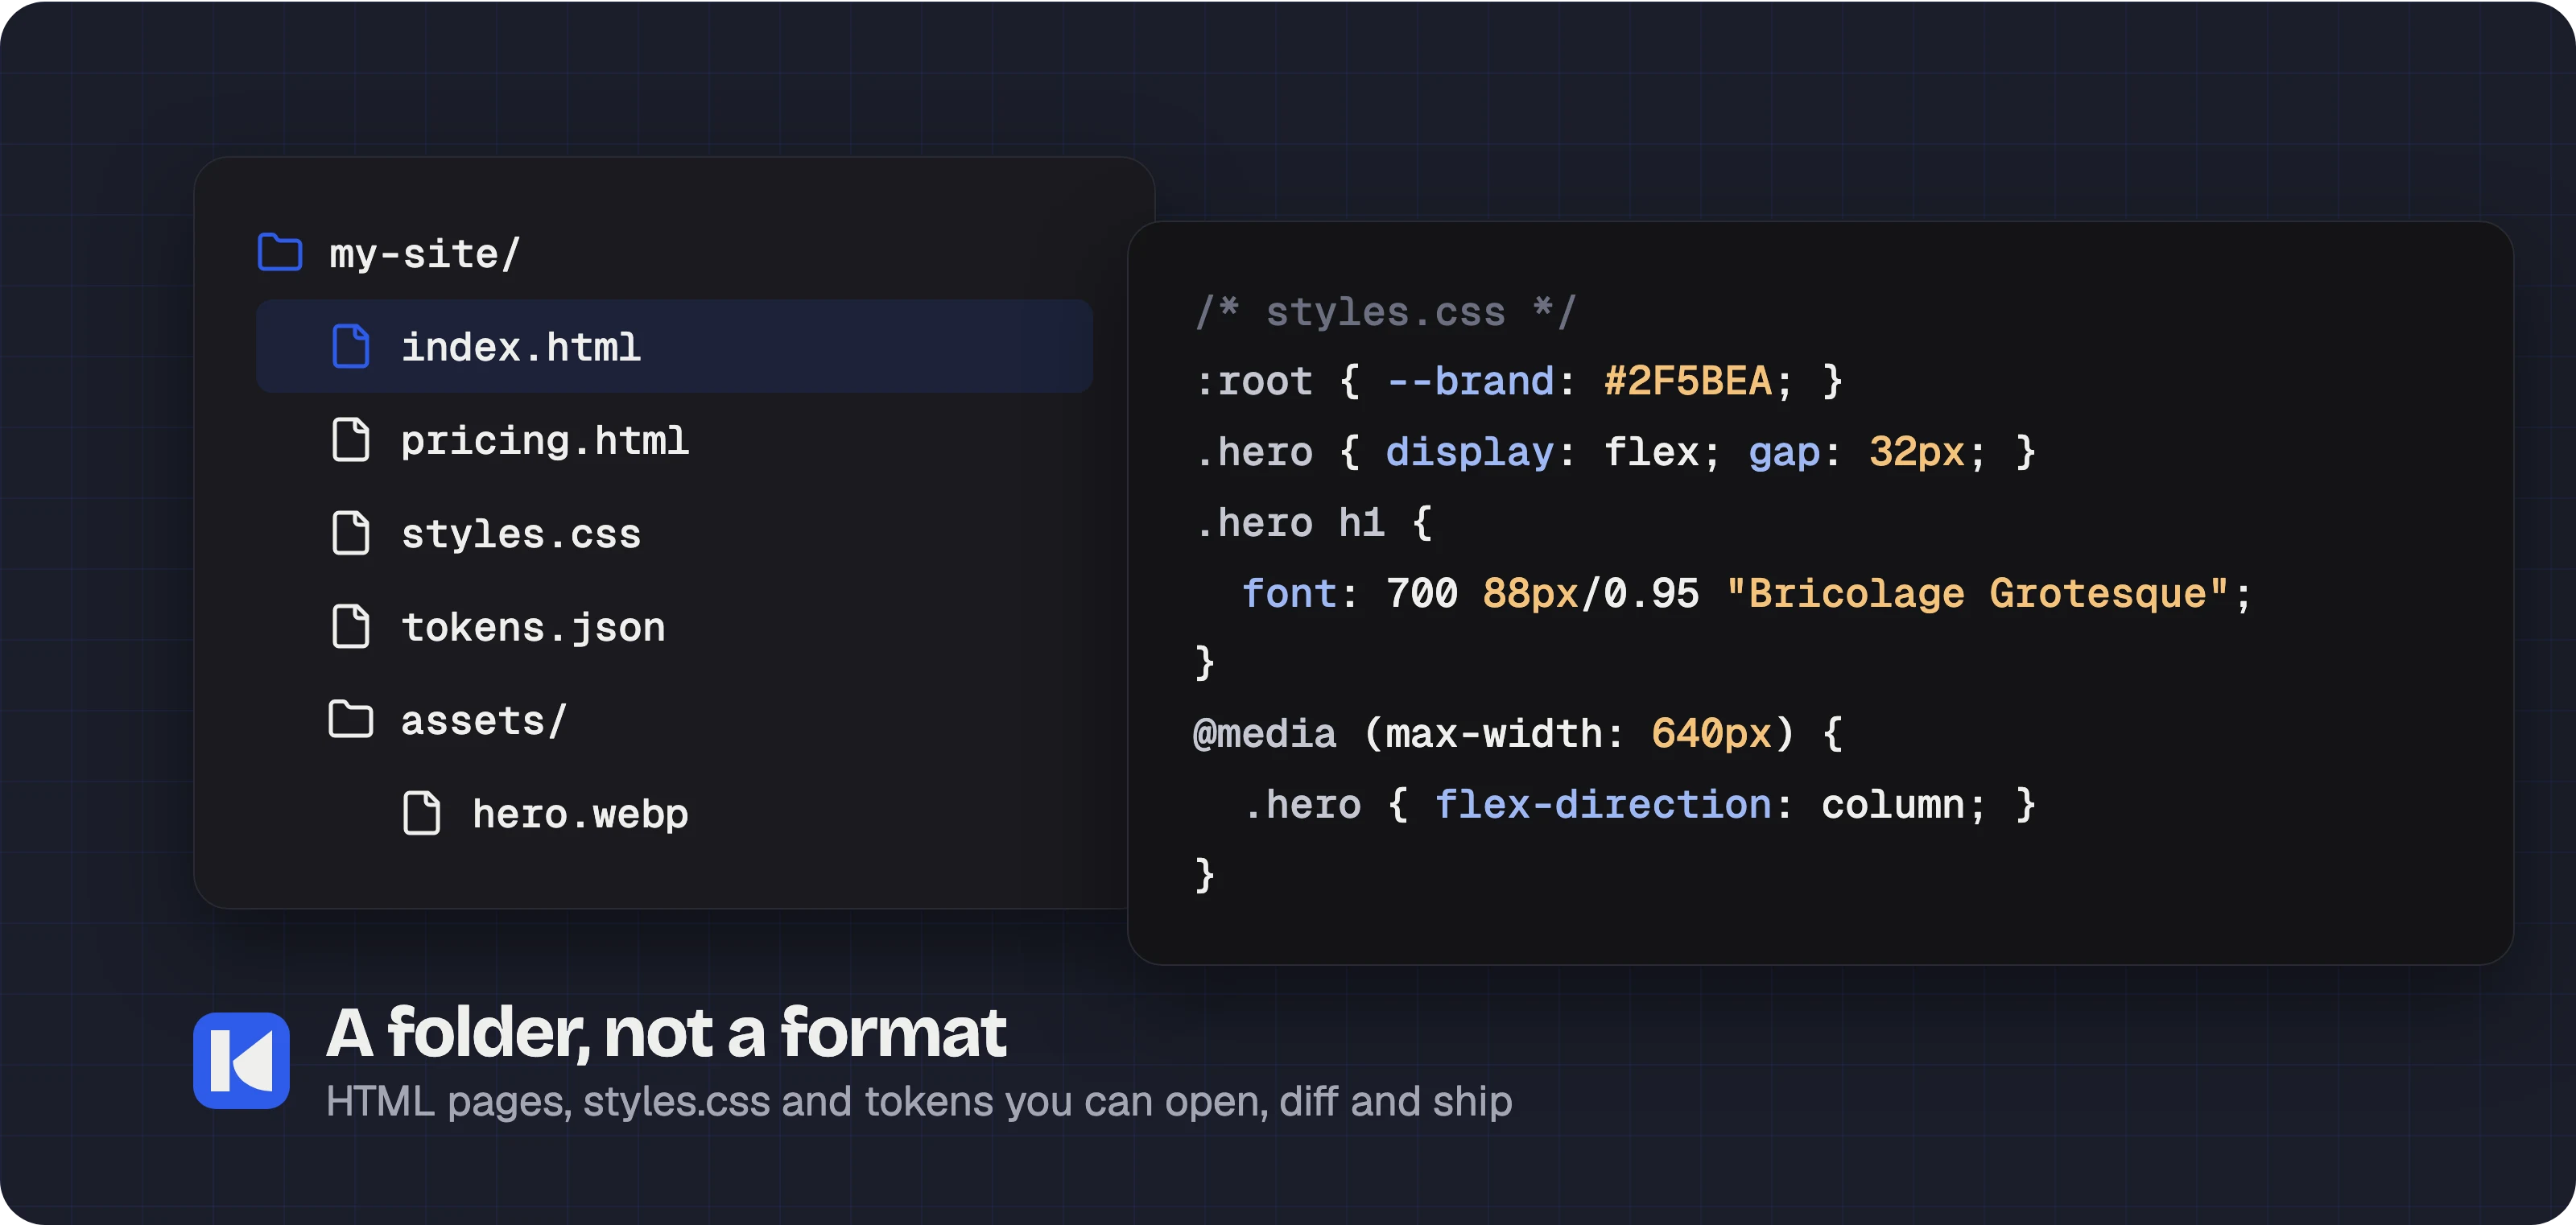 my-site/
index.html
pricing.html
styles.css
tokens.json
assets/
hero.webp
/* styles.css */
:root { --brand: #2F5BEA; }
.hero { display: flex; gap: 32px; }
.hero h1 {
  font: 700 88px/0.95 "Bricolage Grotesque";
}
@media (max-width: 640px) {
  .hero { flex-direction: column; }
}
A folder, not a format
HTML pages, styles.css and tokens you can open, diff and ship